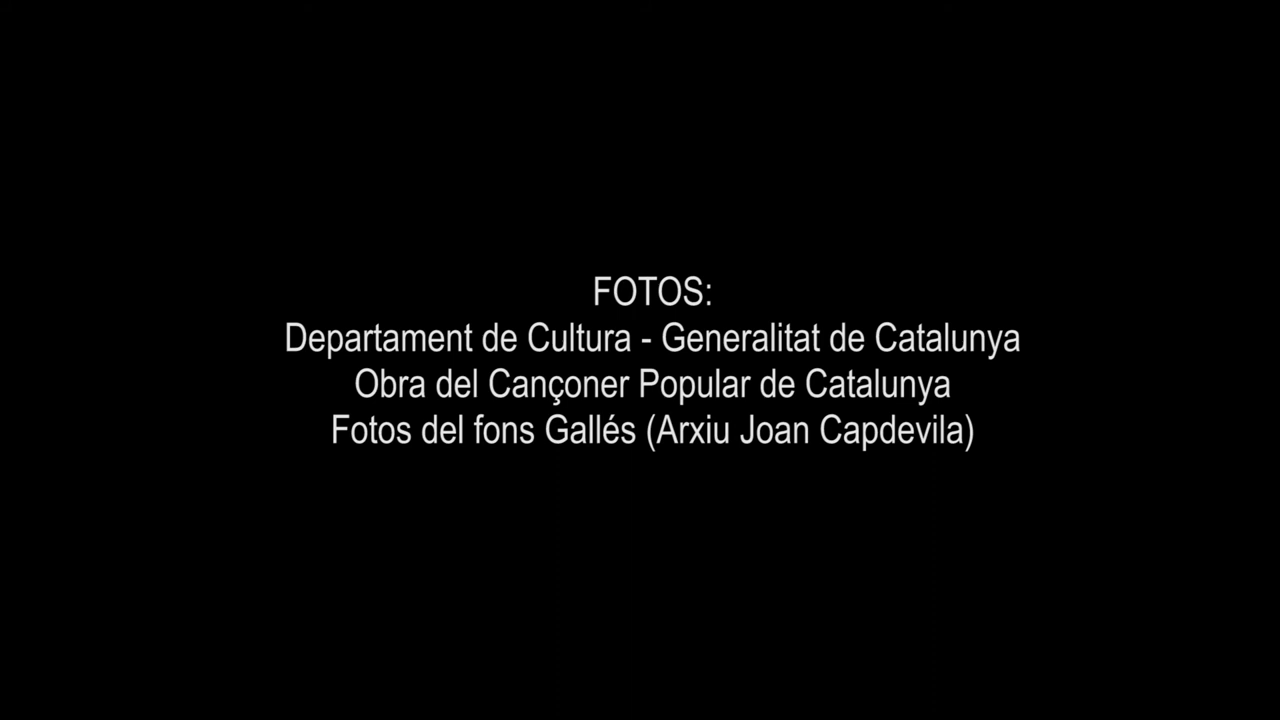 FOTOS:
Departament de Cultura - Generalitat de Catalunya
Obra del Cançoner Popular de Catalunya
Fotos del fons Gallés (Arxiu Joan Capdevila)